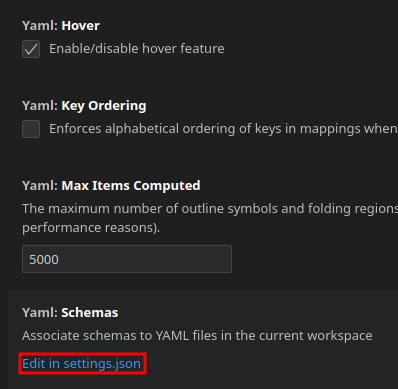 Yaml: Hover
Enable/disable hover feature
Yaml: Key Ordering
Enforces alphabetical ordering of keys in mappings when
Yaml: Max Items Computed
The maximum number of outline symbols and folding regions
performance reasons).
5000
Yaml: Schemas
Associate schemas to YAML files in the current workspace
Edit in settings.json